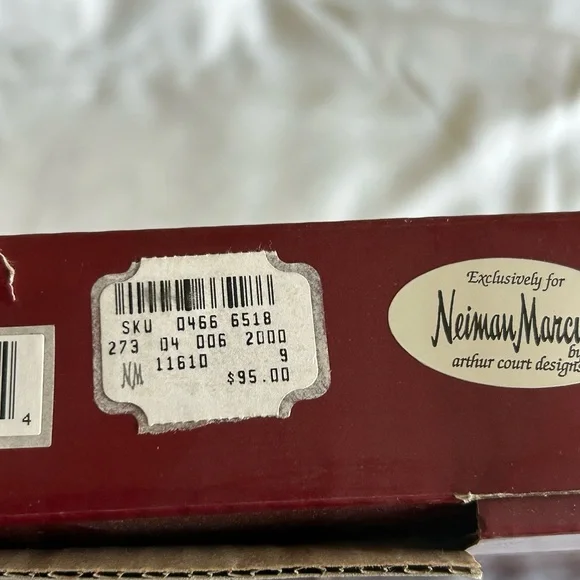 4
SKU 0466 6518
273 04 006 2000
NM 11610 9
$95.00
Exclusively for
Neiman Marcu
by
arthur court designs